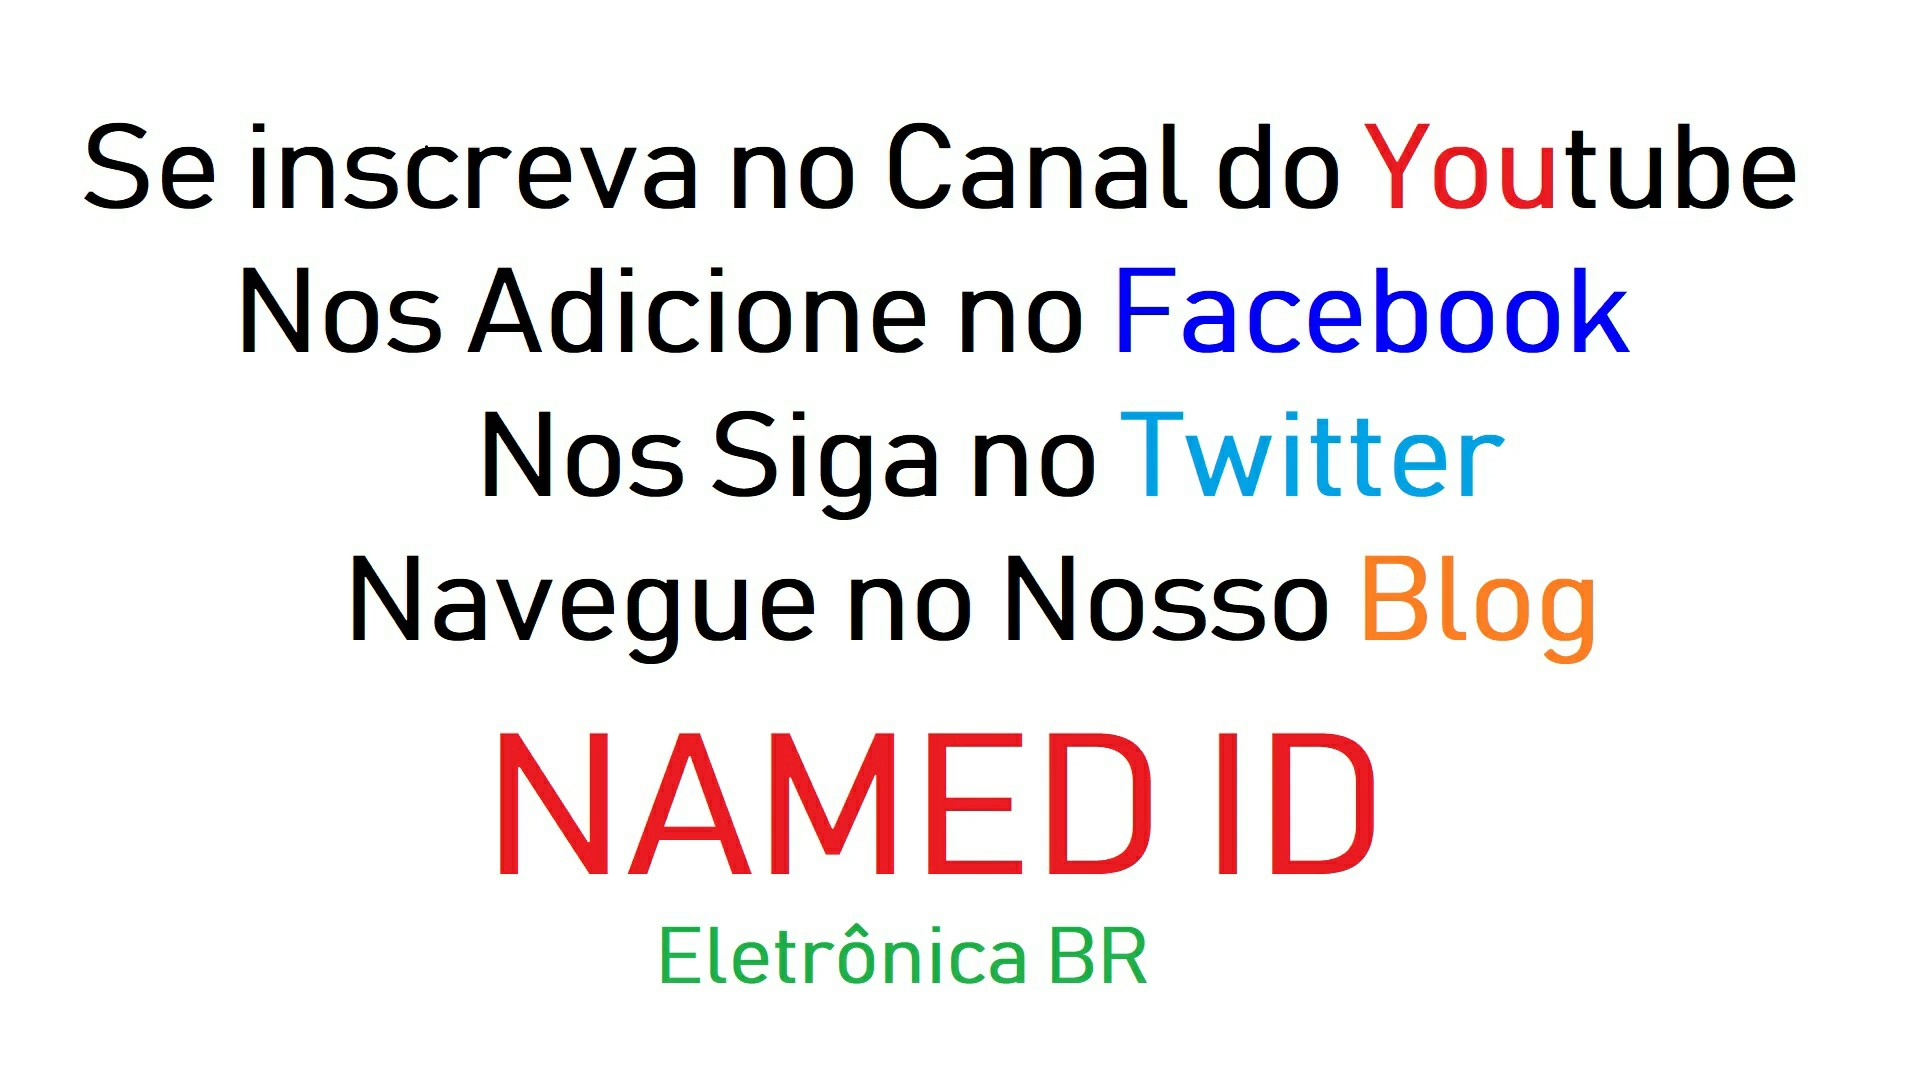 Se inscreva no Canal do Youtube
Nos Adicione no Facebook
Nos Siga no Twitter
Navegue no Nosso Blog
NAMED ID
Eletrônica BR